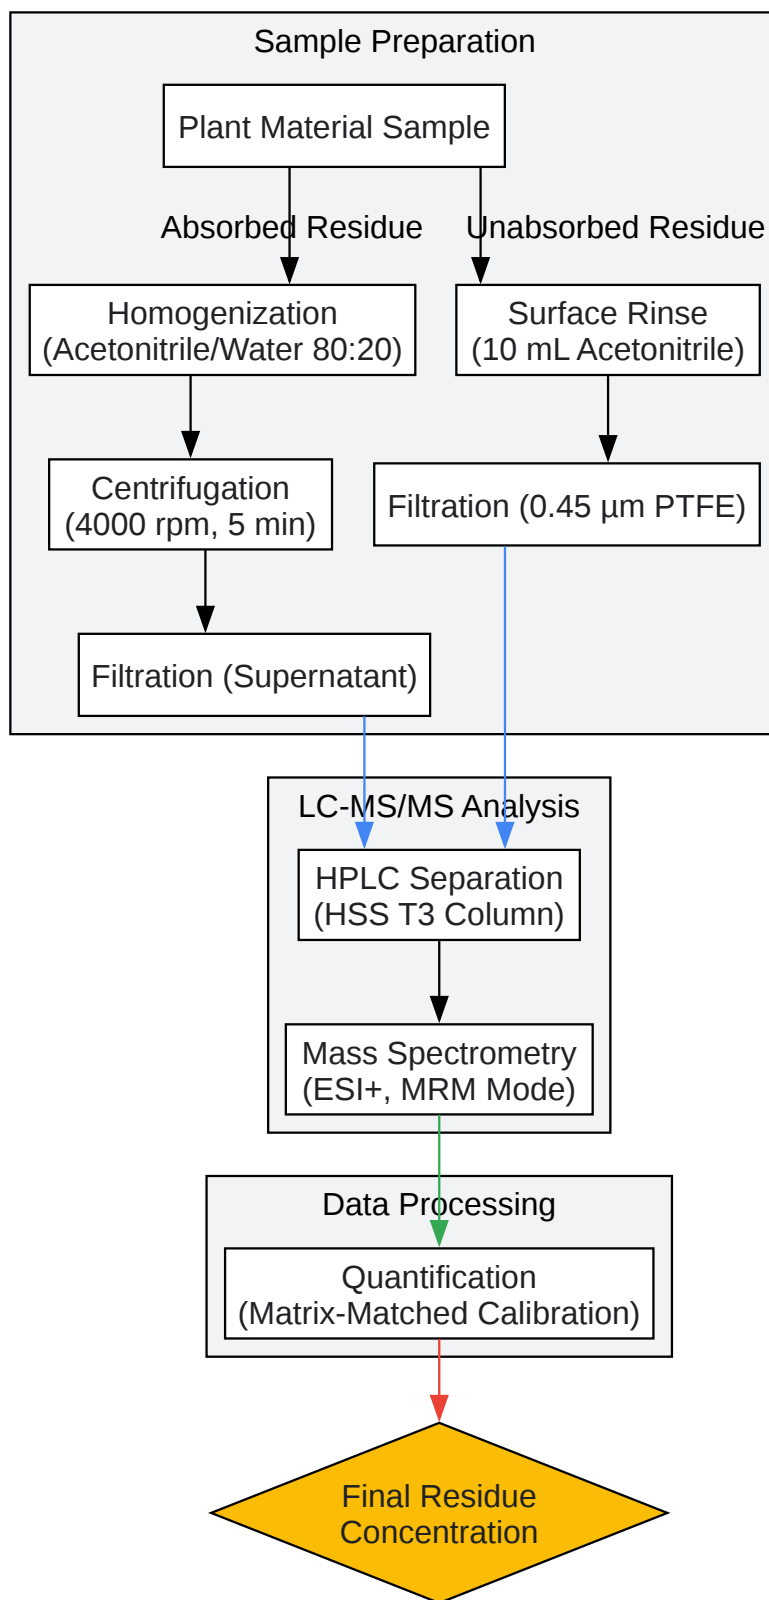 Sample Preparation
Plant Material Sample
Absorbed Residue
Unabsorbed Residue
Homogenization
(Acetonitrile/Water 80:20)
Surface Rinse
(10 mL Acetonitrile)
Centrifugation
(4000 rpm, 5 min)
Filtration (0.45 µm PTFE)
Filtration (Supernatant)
LC-MS/MS Analysis
HPLC Separation
(HSS T3 Column)
Mass Spectrometry
(ESI+, MRM Mode)
Data Processing
Quantification
(Matrix-Matched Calibration)
Final Residue
Concentration